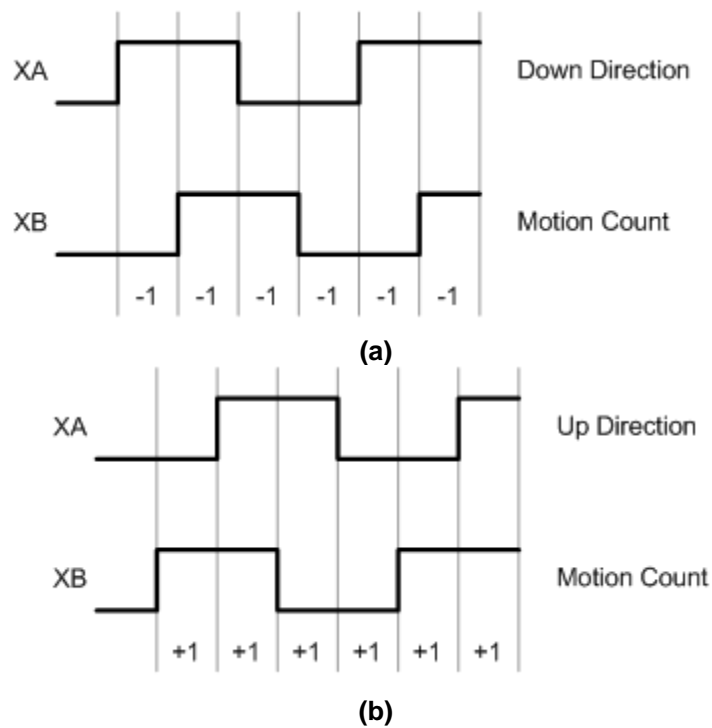 XA Down Direction
XB Motion Count
-1 -1 -1 -1 -1 -1
(a)
XA Up Direction
XB Motion Count
+1 +1 +1 +1 +1 +1
(b)